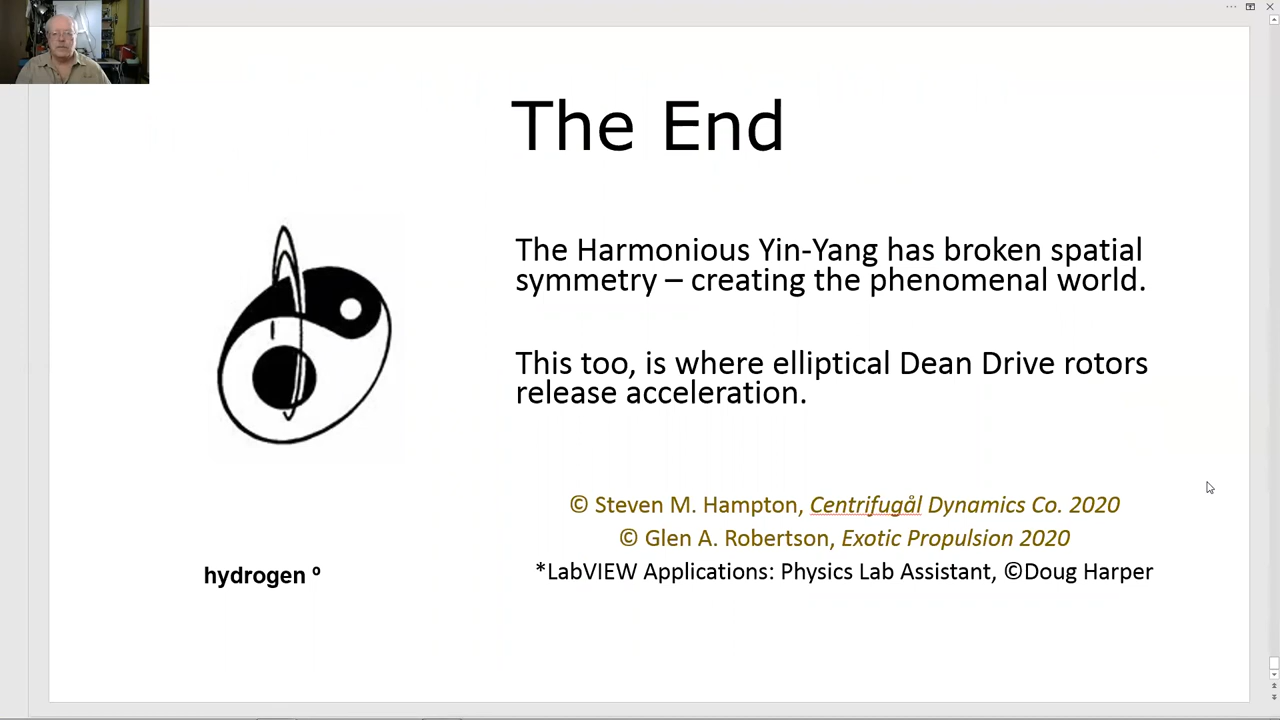 The End
The Harmonious Yin-Yang has broken spatial
symmetry – creating the phenomenal world.
This too, is where elliptical Dean Drive rotors
release acceleration.
© Steven M. Hampton, Centrifugål Dynamics Co. 2020
© Glen A. Robertson, Exotic Propulsion 2020
*LabVIEW Applications: Physics Lab Assistant, ©Doug Harper
hydrogen º